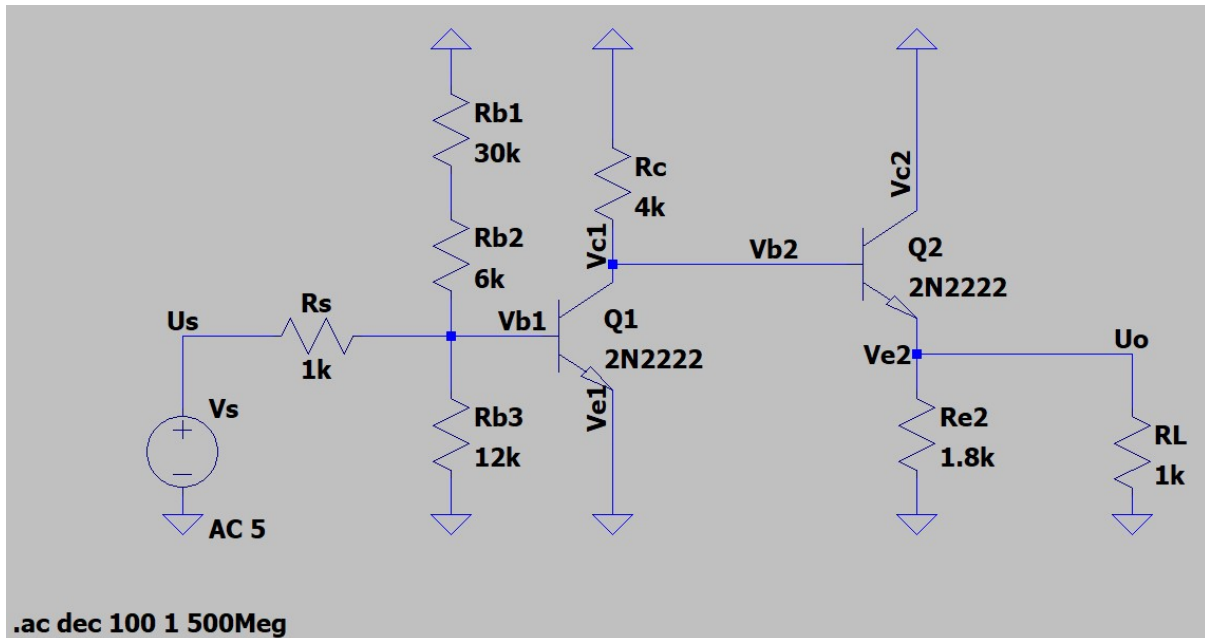 Rb1
30k
Rc
4k
Vc2
Rb2
6k
Vc1
Vb2
Q2
2N2222
Us
Rs
1k
Vb1
Q1
2N2222
Ve1
Ve2
Uo
Vs
AC 5
Rb3
12k
Re2
1.8k
RL
1k
.ac dec 100 1 500Meg